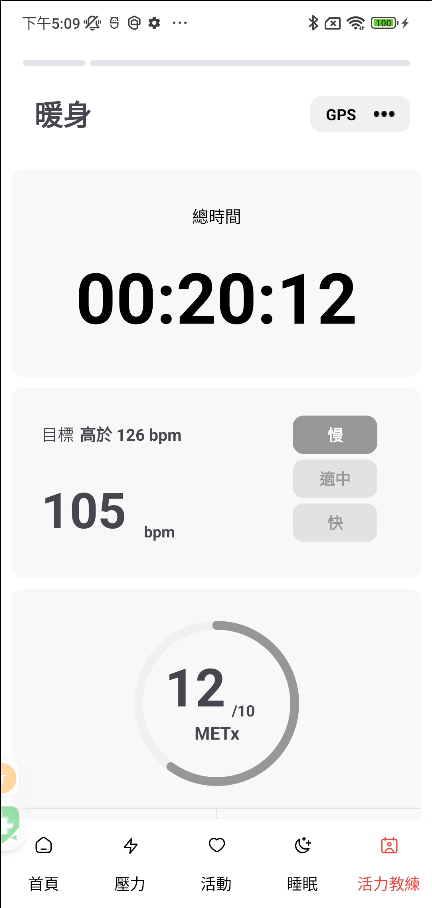 下午5:09
100
暖身
GPS •••
總時間
00:20:12
目標 高於 126 bpm
慢
適中
105 bpm
快
12 /10
METx
首頁 壓力 活動 睡眠 活力教練